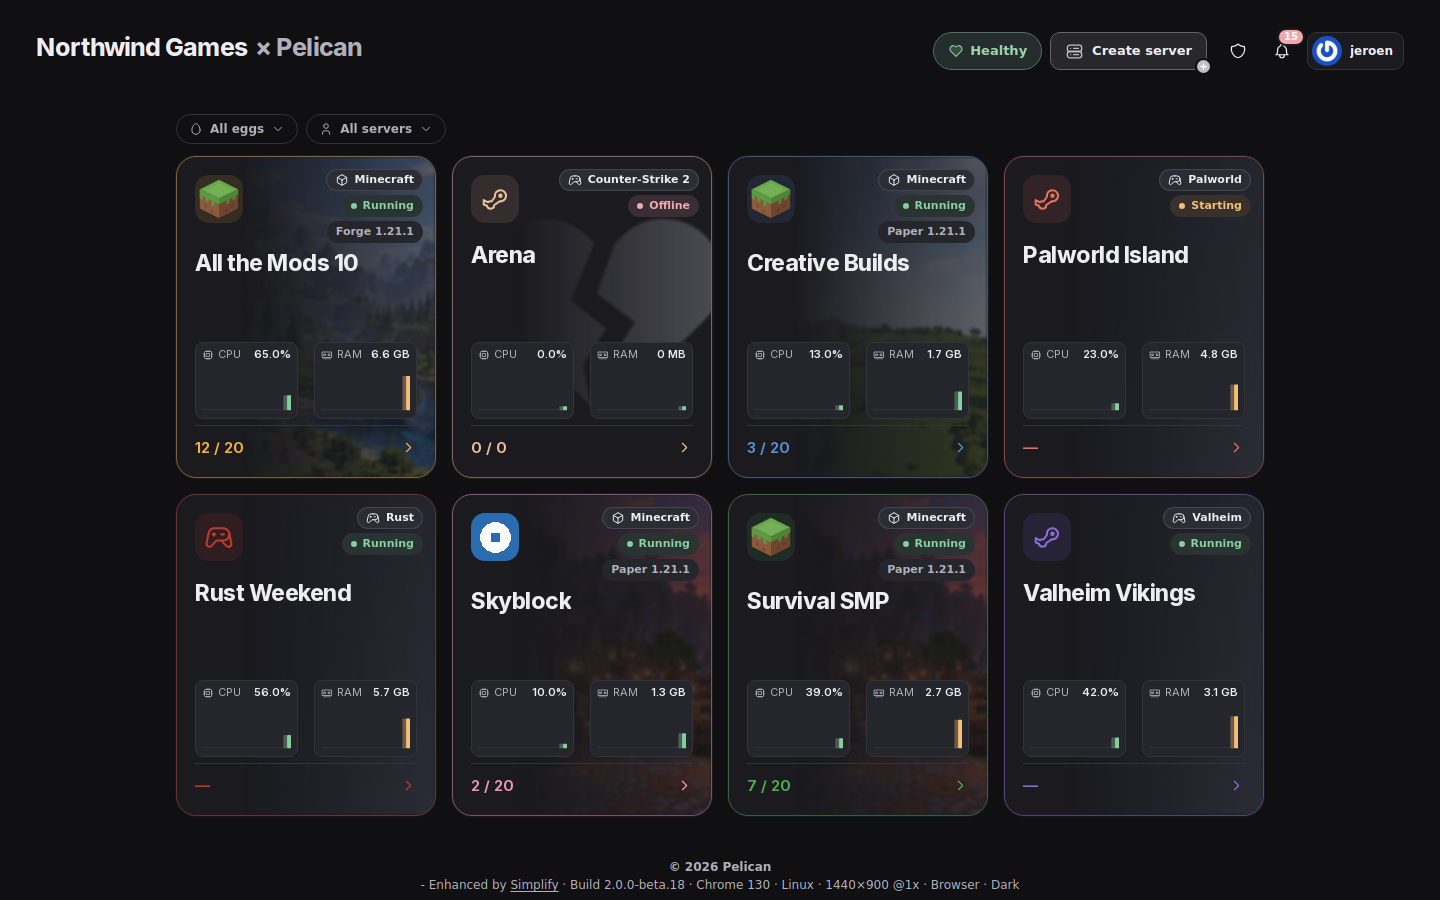 Northwind Games × Pelican
Healthy
Create server
15
jeroen
All eggs
All servers
Minecraft
Running
Forge 1.21.1
All the Mods 10
CPU 65.0%
RAM 6.6 GB
12 / 20
Counter-Strike 2
Offline
Arena
CPU 0.0%
RAM 0 MB
0 / 0
Minecraft
Running
Paper 1.21.1
Creative Builds
CPU 13.0%
RAM 1.7 GB
3 / 20
Palworld
Starting
Palworld Island
CPU 23.0%
RAM 4.8 GB
—
Rust
Running
Rust Weekend
CPU 56.0%
RAM 5.7 GB
—
Minecraft
Running
Paper 1.21.1
Skyblock
CPU 10.0%
RAM 1.3 GB
2 / 20
Minecraft
Running
Paper 1.21.1
Survival SMP
CPU 39.0%
RAM 2.7 GB
7 / 20
Valheim
Running
Valheim Vikings
CPU 42.0%
RAM 3.1 GB
—
© 2026 Pelican
- Enhanced by Simplify · Build 2.0.0-beta.18 · Chrome 130 · Linux · 1440×900 @1x · Browser · Dark